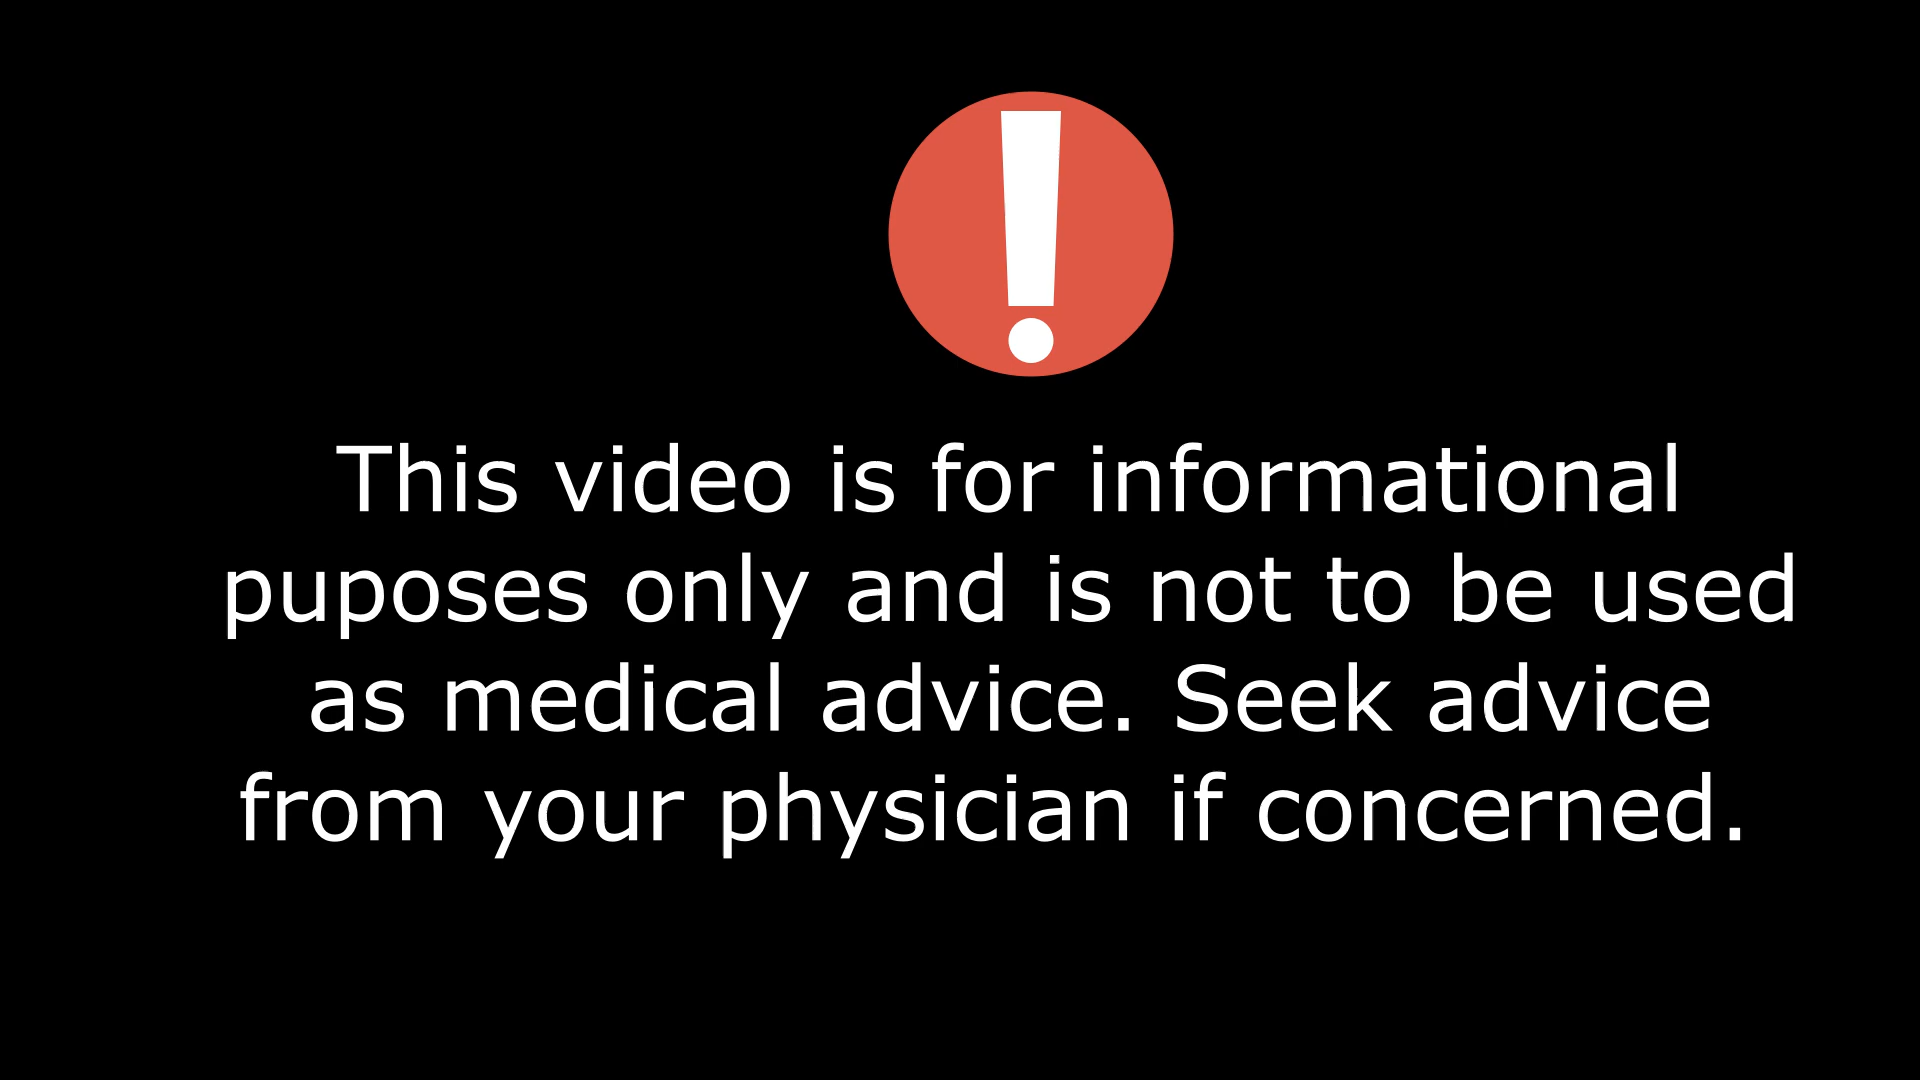 This video is for informational
puposes only and is not to be used
as medical advice. Seek advice
from your physician if concerned.